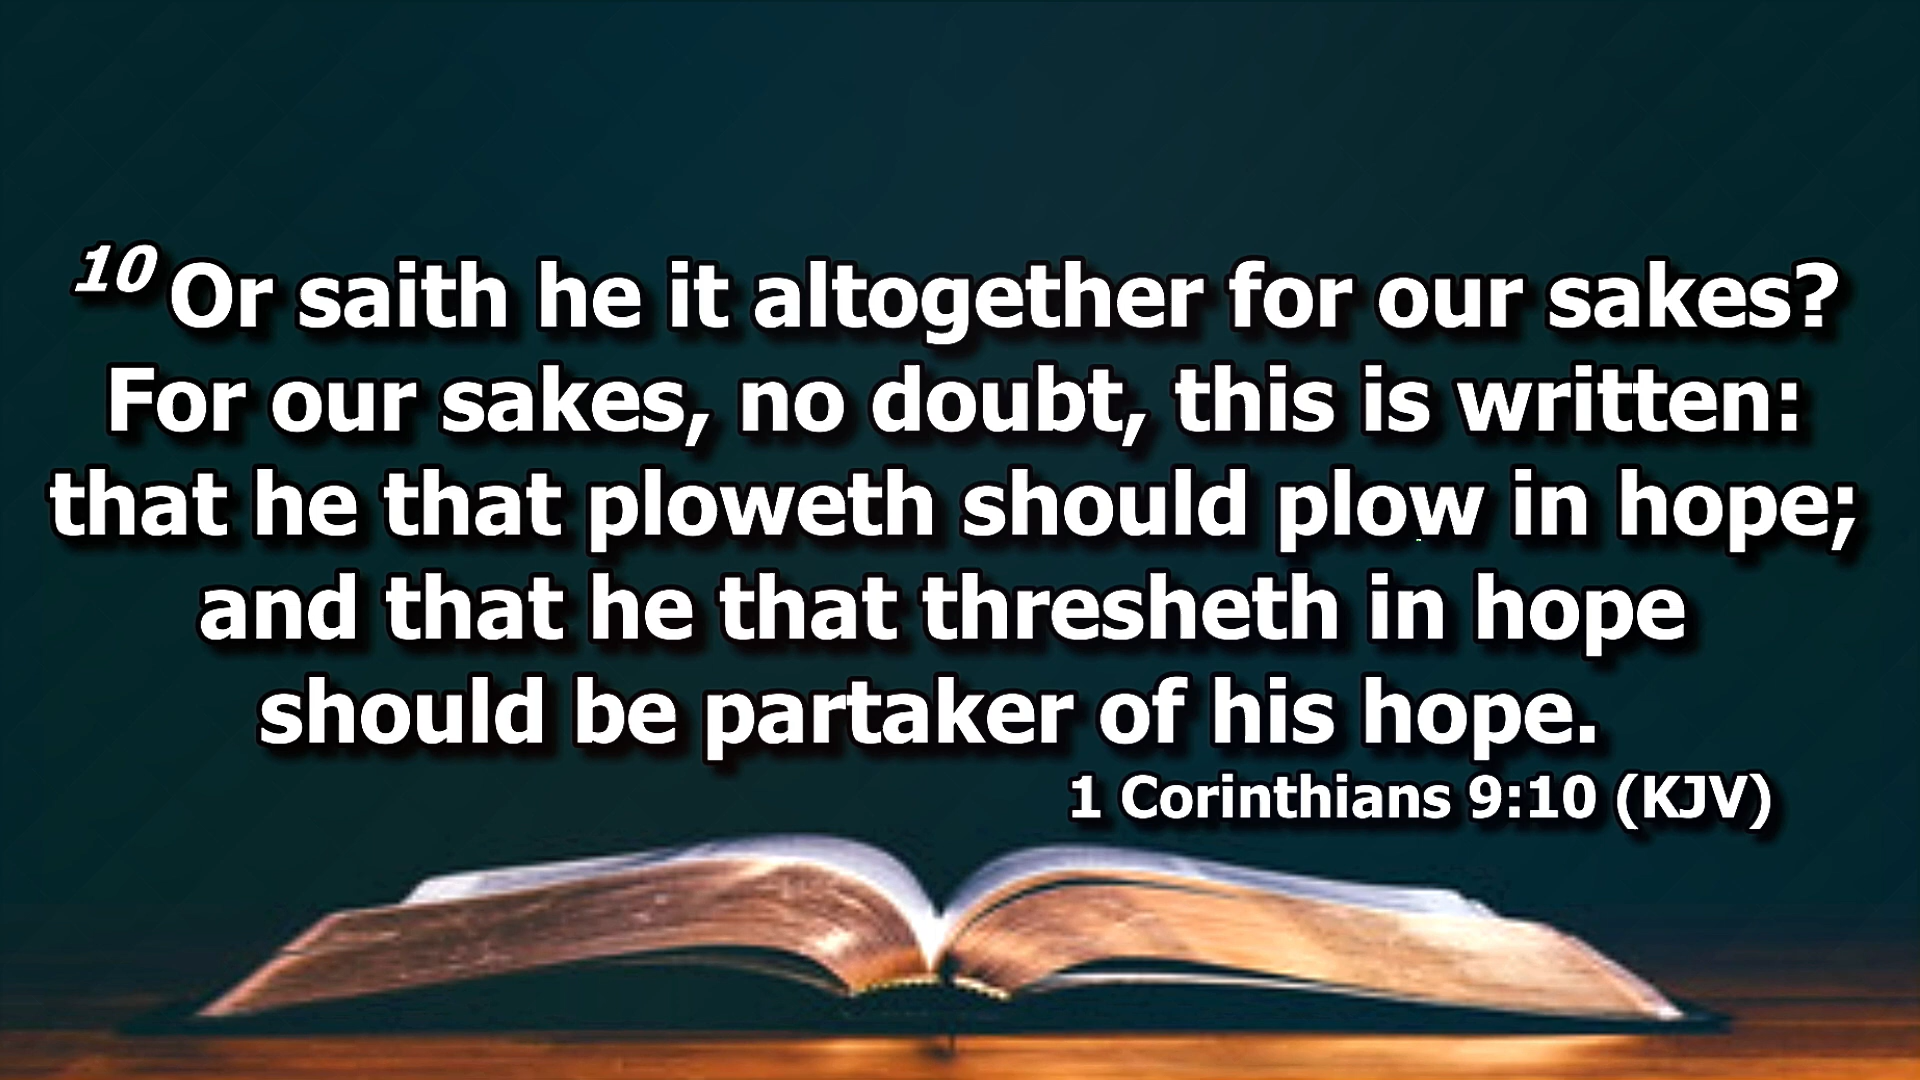 10 Or saith he it altogether for our sakes?
For our sakes, no doubt, this is written:
that he that ploweth should plow in hope;
and that he that thresheth in hope
should be partaker of his hope.
1 Corinthians 9:10 (KJV)